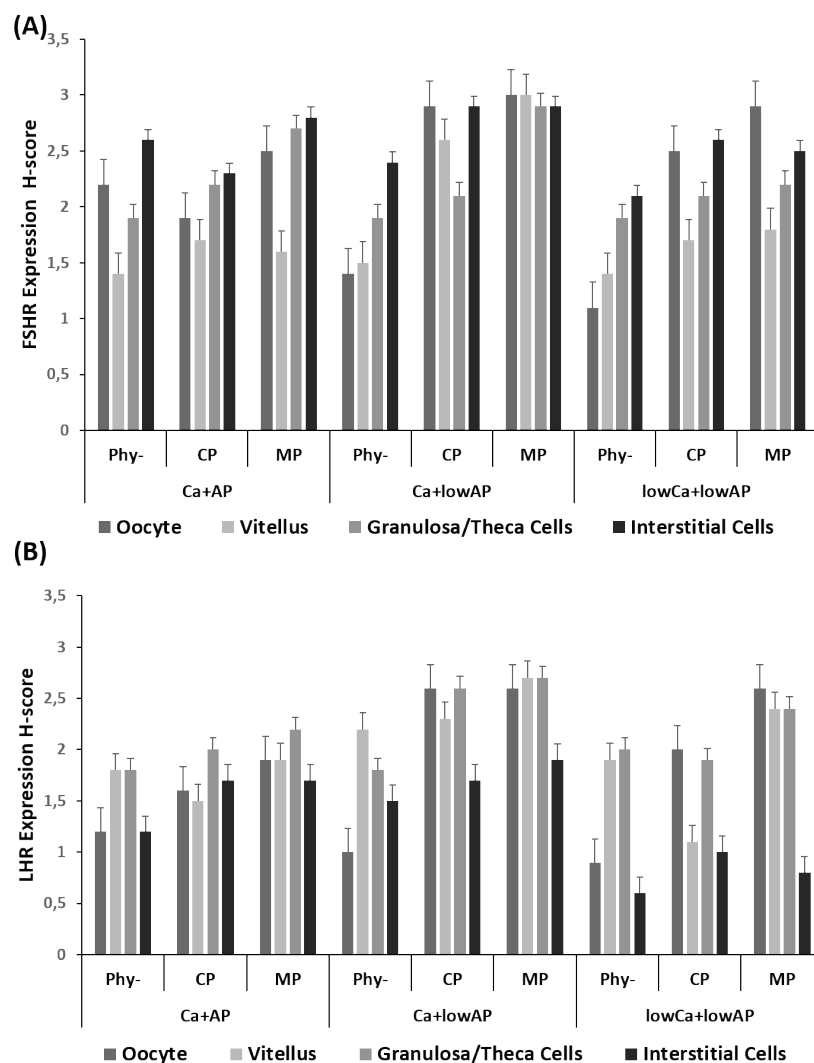 (A)
FSHR Expression H-score
3,5
3
2,5
2
1,5
1
0,5
0
Phy- CP MP Phy- CP MP Phy- CP MP
Ca+AP Ca+lowAP lowCa+lowAP
Oocyte Vitellus Granulosa/Theca Cells Interstitial Cells
(B)
LHR Expression H-score
3,5
3
2,5
2
1,5
1
0,5
0
Phy- CP MP Phy- CP MP Phy- CP MP
Ca+AP Ca+lowAP lowCa+lowAP
Oocyte Vitellus Granulosa/Theca Cells Interstitial Cells